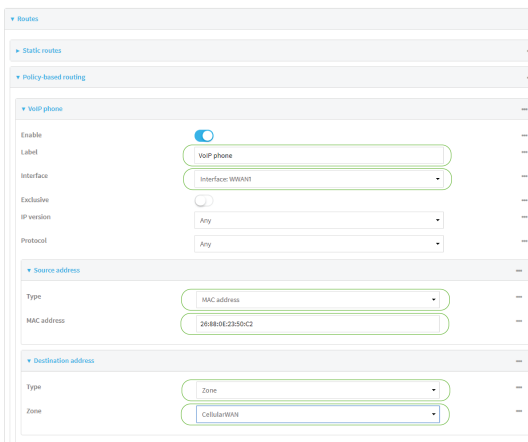 Routes
Static routes
Policy-based routing
VoIP phone
Enable
Label VoIP phone
Interface Interface: WWAN1
Exclusive
IP version Any
Protocol Any
Source address
Type MAC address
MAC address 26:88:0E:23:50:C2
Destination address
Type Zone
Zone CellularWAN